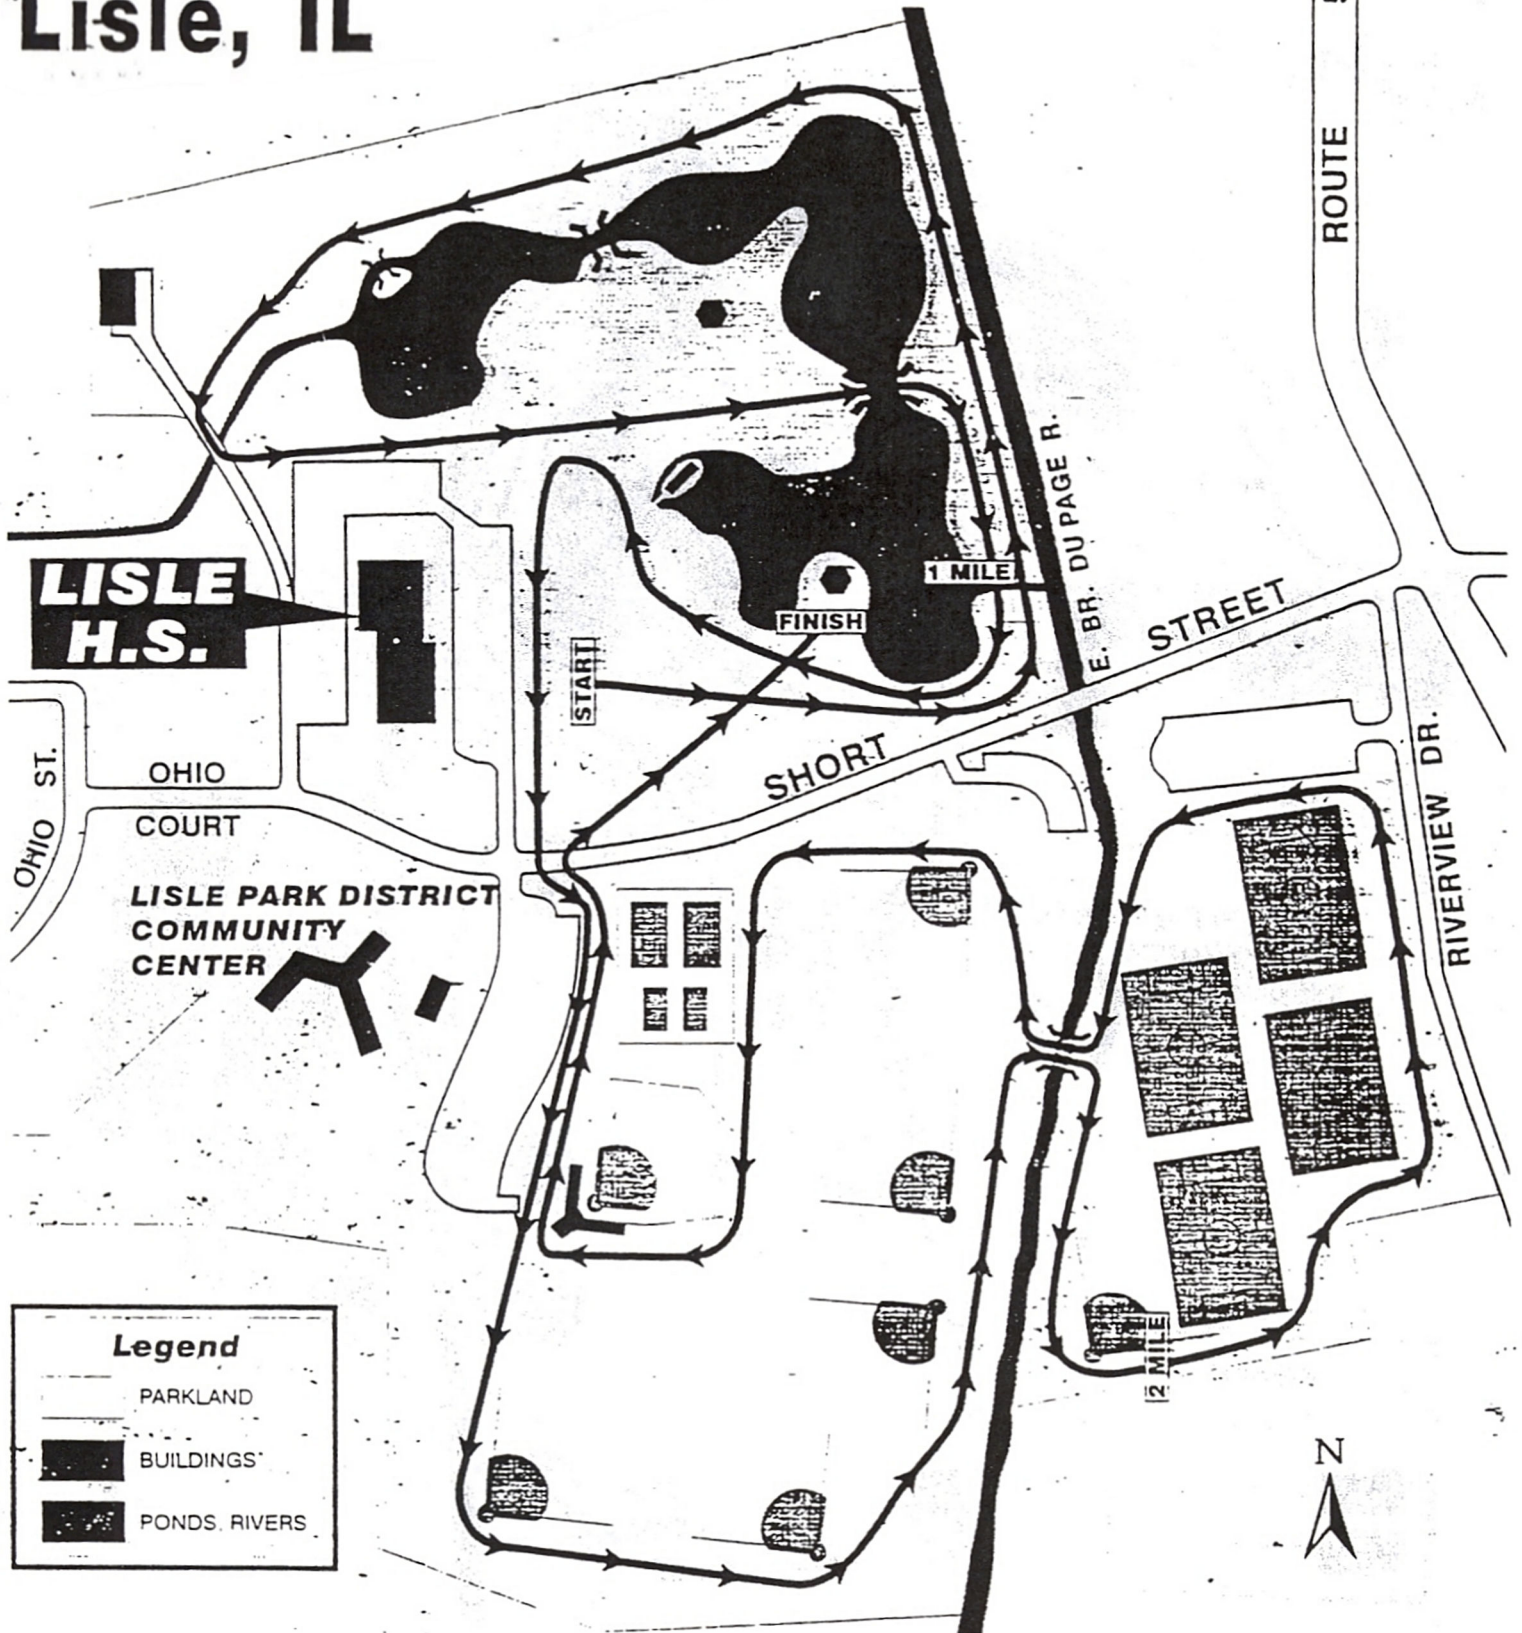 Lisle, IL
ROUTE
E. BR. DU PAGE R.
LISLE
H.S.
1 MILE
FINISH
START
SHORT STREET
OHIO ST.
OHIO
COURT
RIVERVIEW DR.
LISLE PARK DISTRICT
COMMUNITY
CENTER
2 MILE
Legend
PARKLAND
BUILDINGS
PONDS, RIVERS
N